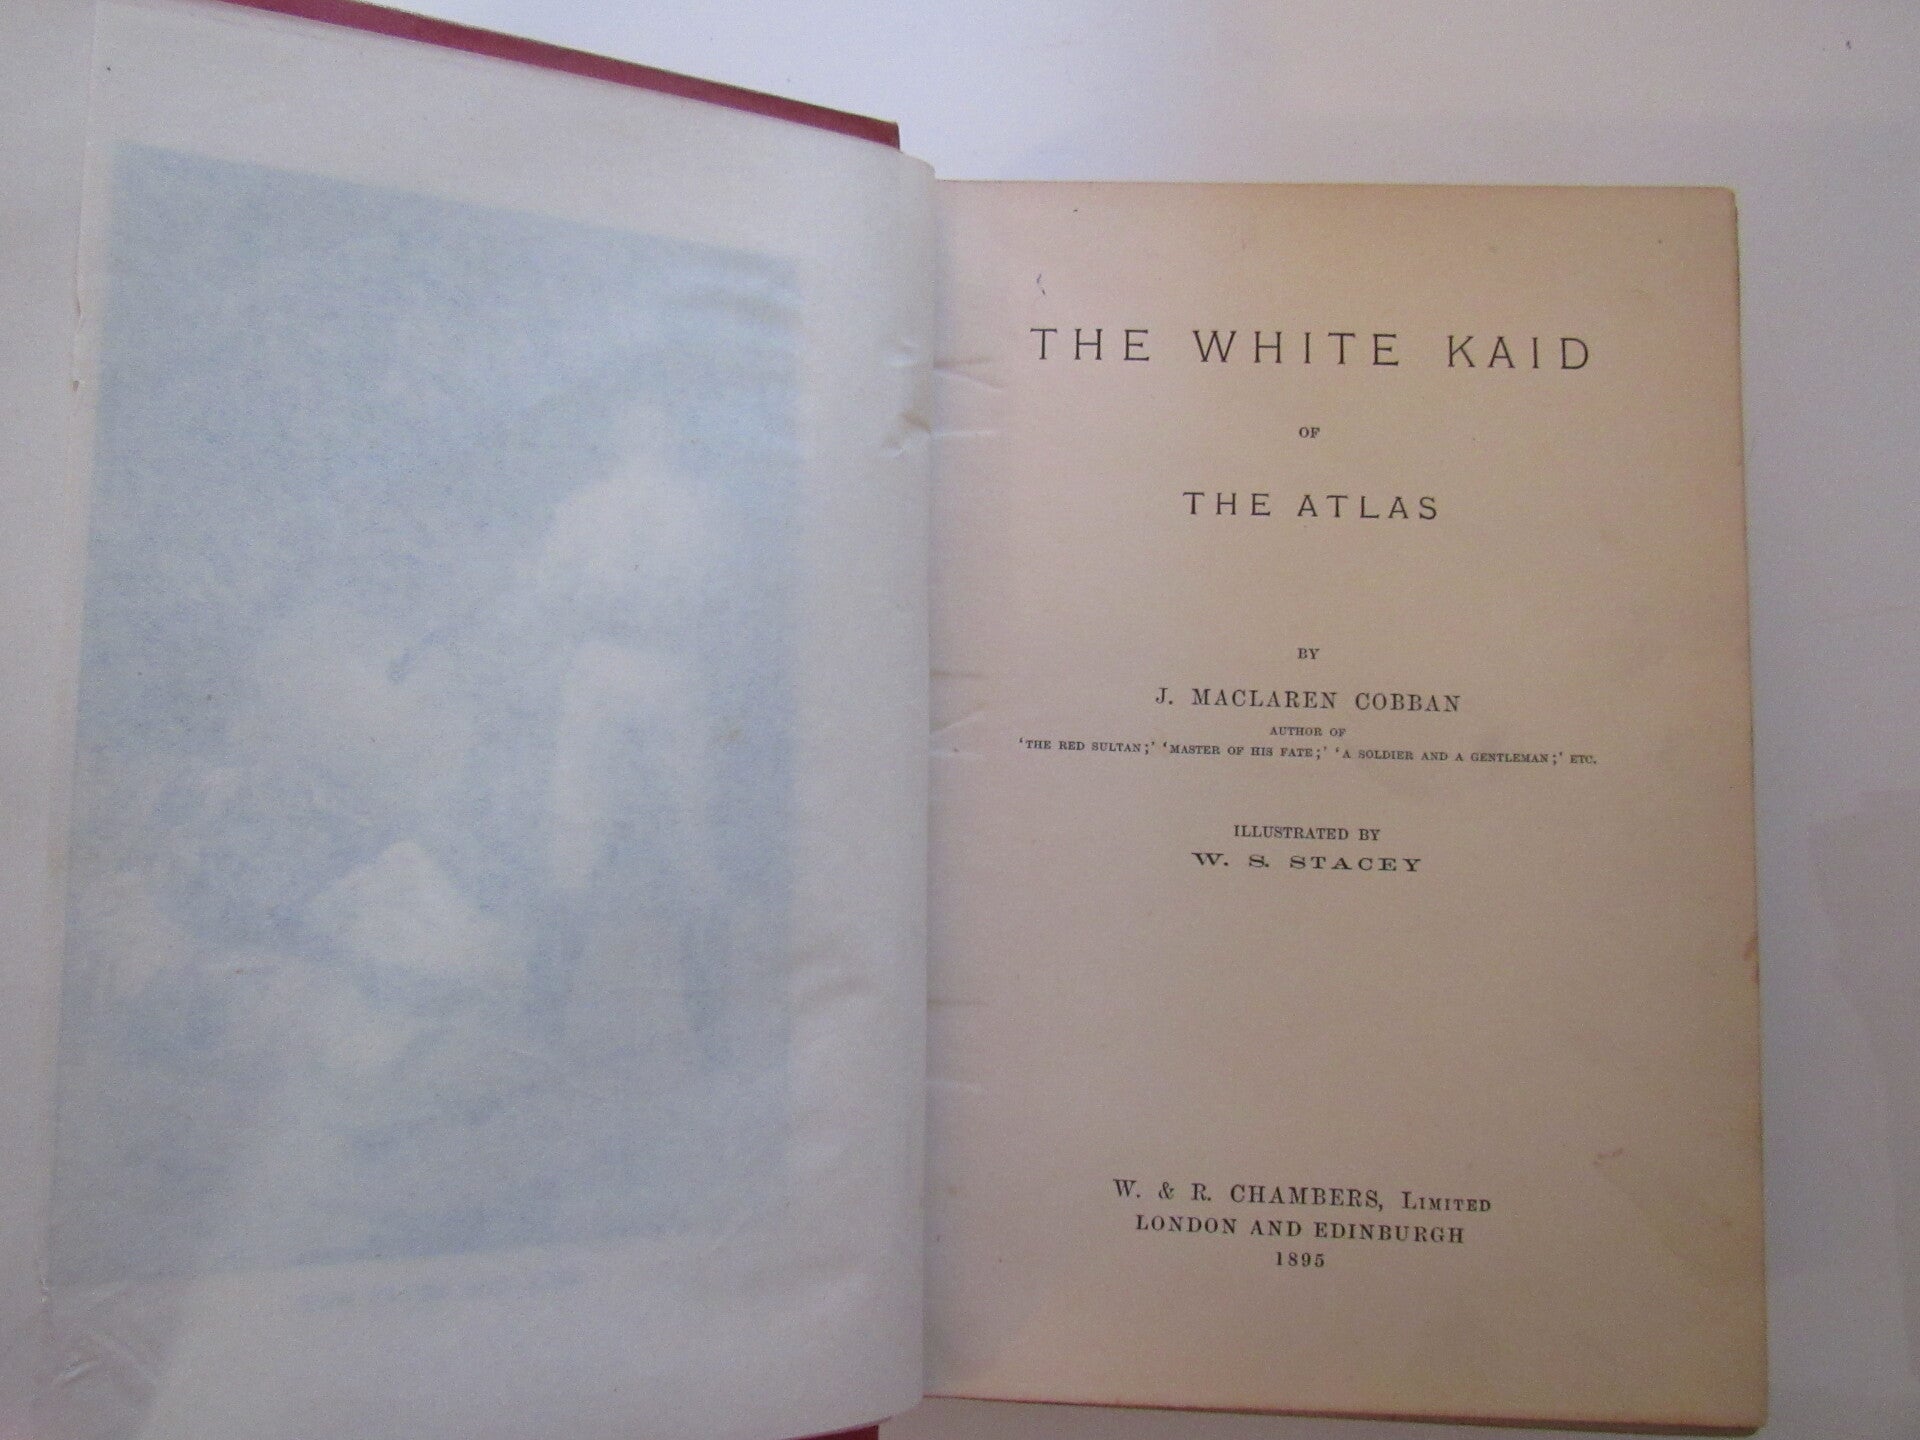 THE WHITE KAID
OF
THE ATLAS
BY
J. MACLAREN COBBAN
AUTHOR OF
'THE RED SULTAN;' 'MASTER OF HIS FATE;' 'A SOLDIER AND A GENTLEMAN;' ETC.
ILLUSTRATED BY
W. S. STACEY
W. & R. CHAMBERS, LIMITED
LONDON AND EDINBURGH
1895